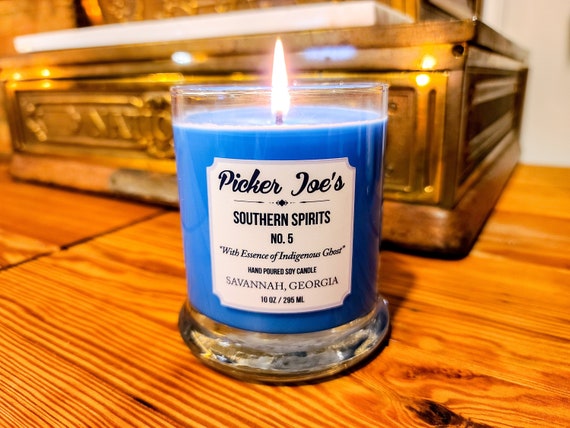 Picker Joe's
SOUTHERN SPIRITS
NO. 5
"With Essence of Indigenous Ghost"
HAND POURED SOY CANDLE
SAVANNAH, GEORGIA
10 OZ / 295 ML